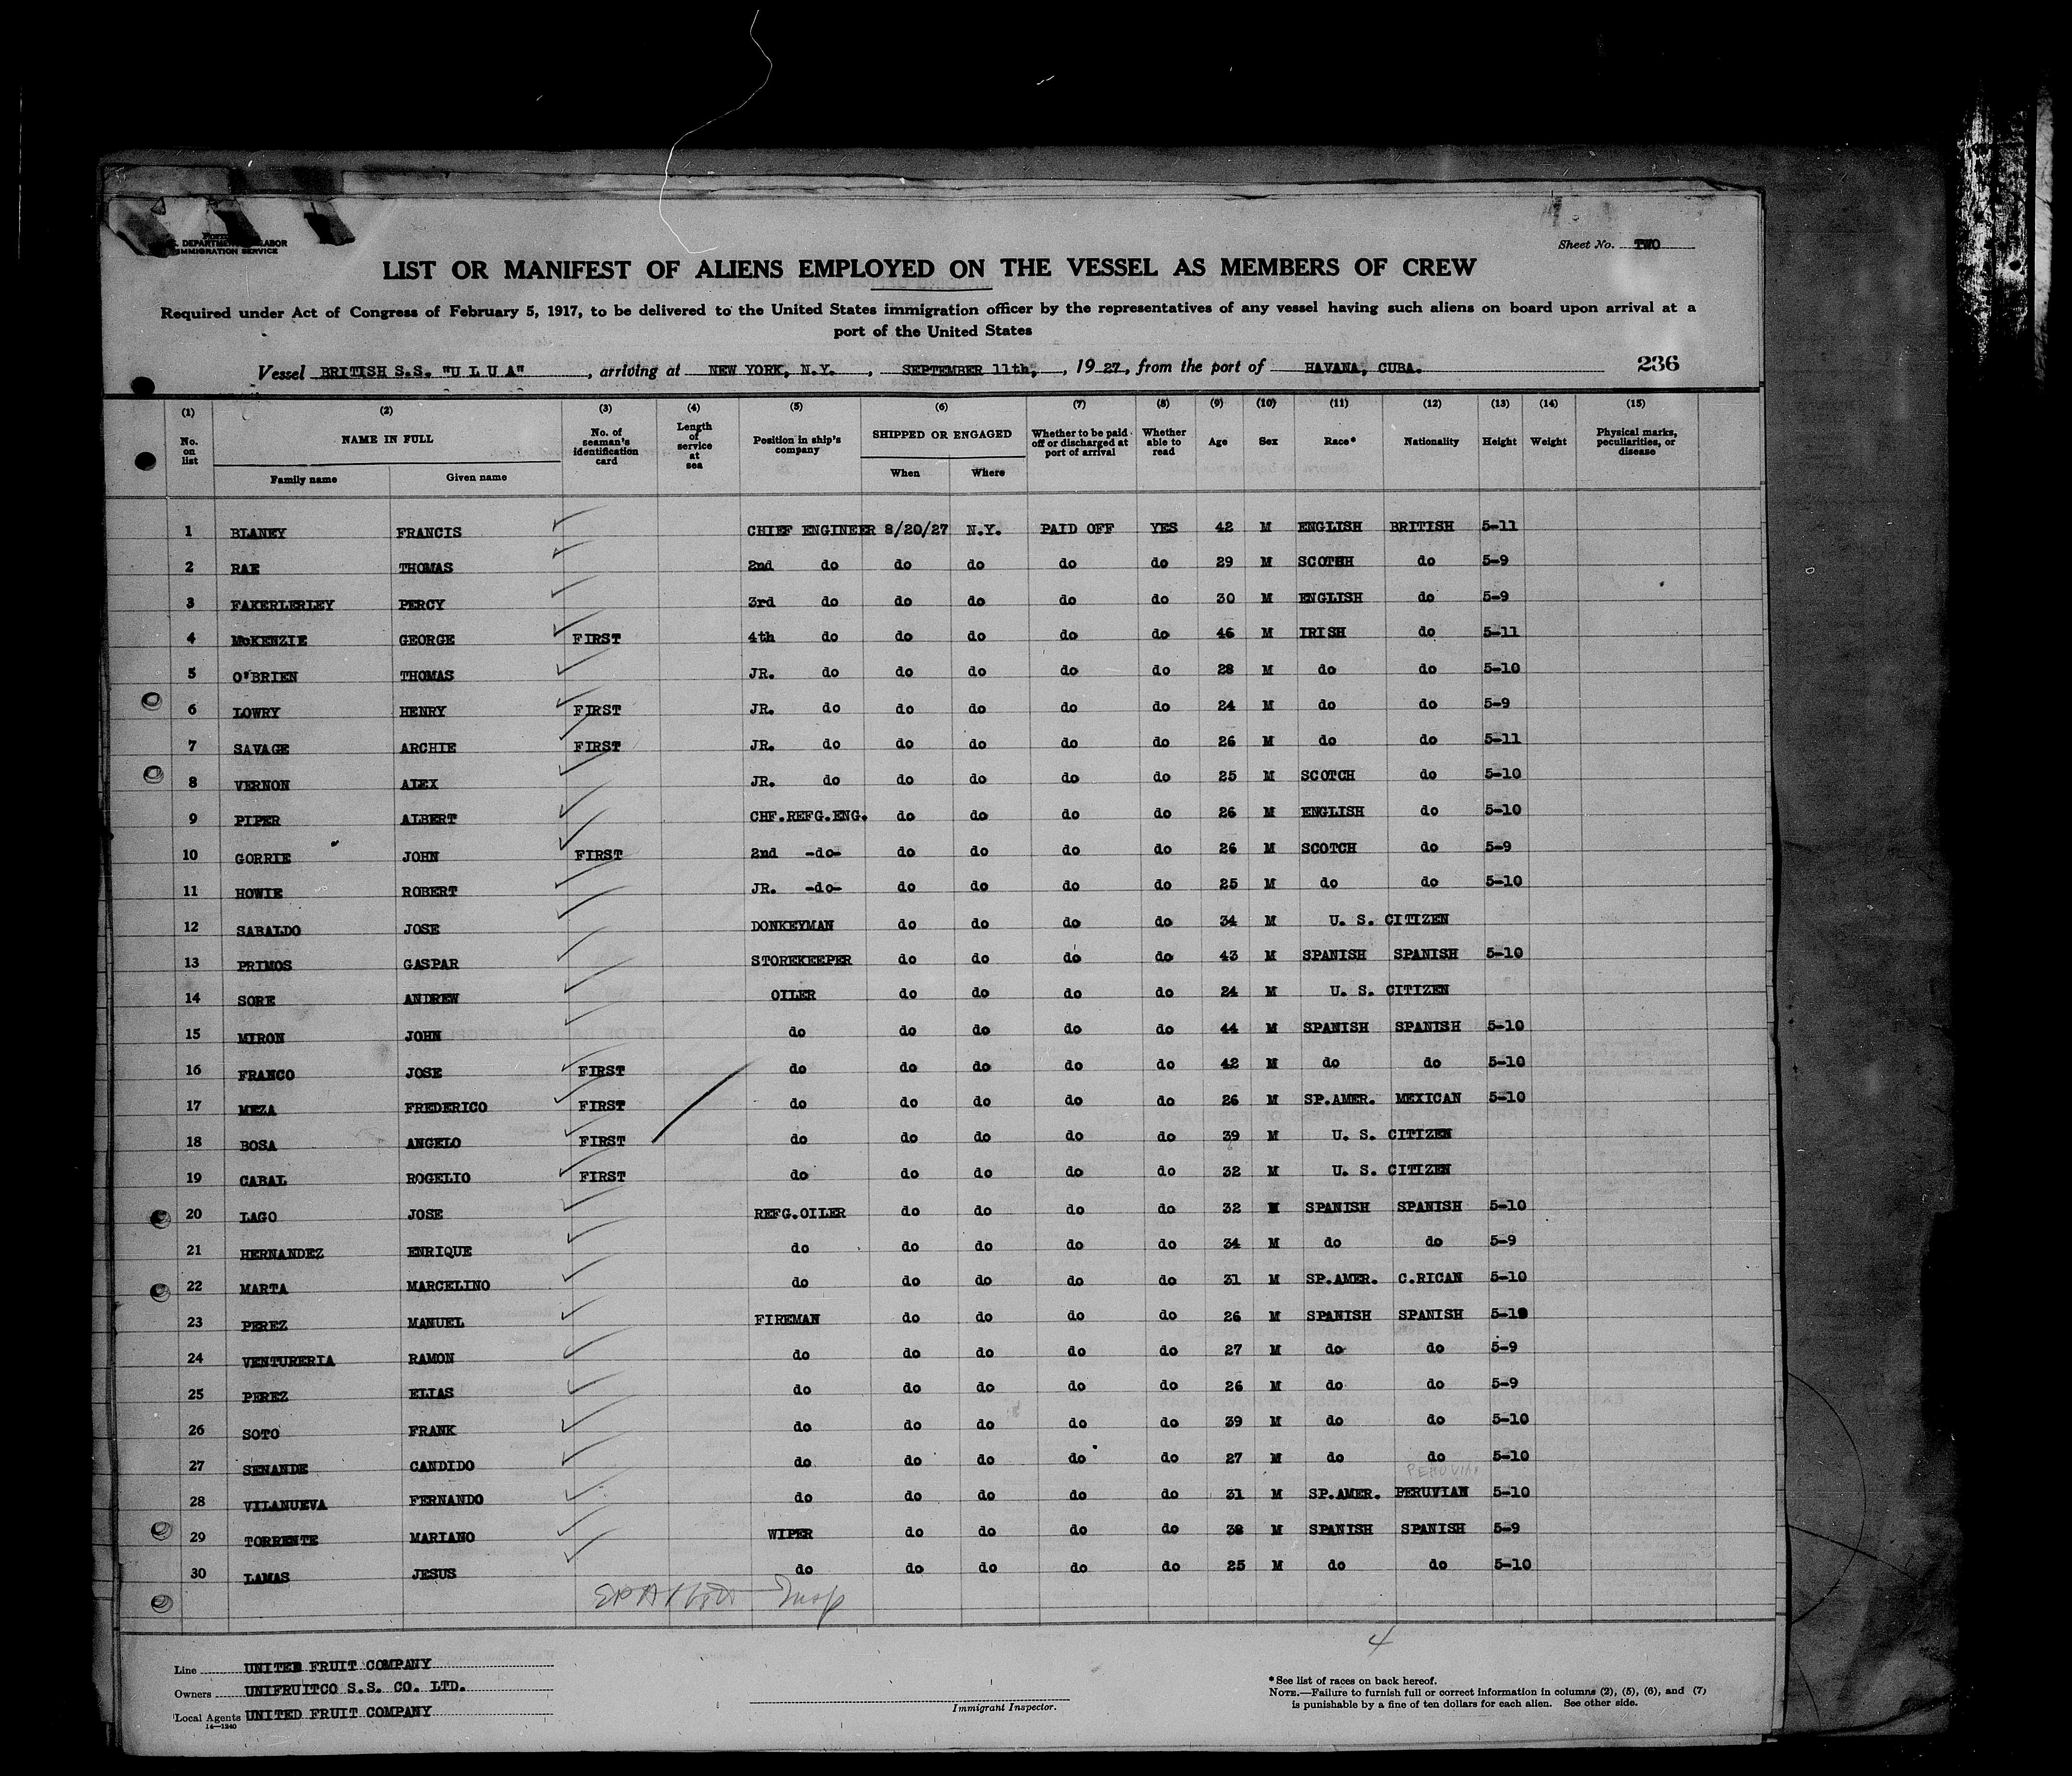 Sheet No. TWO
DEPARTMENT LABOR
IMMIGRATION SERVICE
LIST OR MANIFEST OF ALIENS EMPLOYED ON THE VESSEL AS MEMBERS OF CREW
Required under Act of Congress of February 5, 1917, to be delivered to the United States immigration officer by the representatives of any vessel having such aliens on board upon arrival at a
port of the United States
Vessel BRITISH S.S. "U L U A", arriving at NEW YORK, N.Y., SEPTEMBER 11th, 1927, from the port of HAVANA, CUBA. 236
(1) (2) (3) (4) (5) (6) (7) (8) (9) (10) (11) (12) (13) (14) (15)
No. on list NAME IN FULL Family name Given name No. of seaman's identification card Length of service at sea Position in ship's company SHIPPED OR ENGAGED When Where Whether to be paid off or discharged at port of arrival Whether able to read Age Sex Race* Nationality Height Weight Physical marks, peculiarities, or disease
1 BLANEY FRANCIS CHIEF ENGINEER 8/20/27 N.Y. PAID OFF YES 42 M ENGLISH BRITISH 5-11
2 RAE THOMAS 2nd do do do do do 29 M SCOTHH do 5-9
3 FAKERLERLEY PERCY 3rd do do do do do 30 M ENGLISH do 5-9
4 McKENZIE GEORGE FIRST 4th do do do do do 46 M IRISH do 5-11
5 O'BRIEN THOMAS JR. do do do do do 28 M do do 5-10
6 LOWRY HENRY FIRST JR. do do do do do 24 M do do 5-9
7 SAVAGE ARCHIE FIRST JR. do do do do do 26 M do do 5-11
8 VERNON ALEX JR. do do do do do 25 M SCOTCH do 5-10
9 PIPER ALBERT CHF.REFG.ENG. do do do do 26 M ENGLISH do 5-10
10 GORRIE JOHN FIRST 2nd -do- do do do do 26 M SCOTCH do 5-9
11 HOWIE ROBERT JR. -do- do do do do 25 M do do 5-10
12 SABALDO JOSE DONKEYMAN do do do do 34 M U. S. CITIZEN
13 PRIMOS GASPAR STOREKEEPER do do do do 43 M SPANISH SPANISH 5-10
14 SORE ANDREW OILER do do do do 24 M U. S. CITIZEN
15 MIRON JOHN do do do do do 44 M SPANISH SPANISH 5-10
16 FRANCO JOSE FIRST do do do do do 42 M do do 5-10
17 MEZA FREDERICO FIRST do do do do do 26 M SP.AMER. MEXICAN 5-10
18 BOSA ANGELO FIRST do do do do do 39 M U. S. CITIZEN
19 CABAL ROGELIO FIRST do do do do do 32 M U. S. CITIZEN
20 LAGO JOSE REFG.OILER do do do do 32 M SPANISH SPANISH 5-10
21 HERNANDEZ ENRIQUE do do do do do 34 M do do 5-9
22 MARTA MARCELINO do do do do do 31 M SP.AMER. C.RICAN 5-10
23 PEREZ MANUEL FIREMAN do do do do 26 M SPANISH SPANISH 5-10
24 VENTURERIA RAMON do do do do do 27 M do do 5-9
25 PEREZ ELIAS do do do do do 26 M do do 5-9
26 SOTO FRANK do do do do do 39 M do do 5-10
27 SENANDE CANDIDO do do do do do 27 M do do 5-10
PERUVIAN
28 VILANUEVA FERNANDO do do do do do 31 M SP.AMER. PERUVIAN 5-10
29 TORRENTE MARIANO WIPER do do do do 38 M SPANISH SPANISH 5-9
30 LAMAS JESUS do do do do do 25 M do do 5-10
Insp
4
Line UNITED FRUIT COMPANY
Owners UNIFRUITCO S.S. CO. LTD.
Local Agents UNITED FRUIT COMPANY
14—1240
Immigrant Inspector.
*See list of races on back hereof.
NOTE.—Failure to furnish full or correct information in columns (2), (5), (6), and (7)
is punishable by a fine of ten dollars for each alien. See other side.